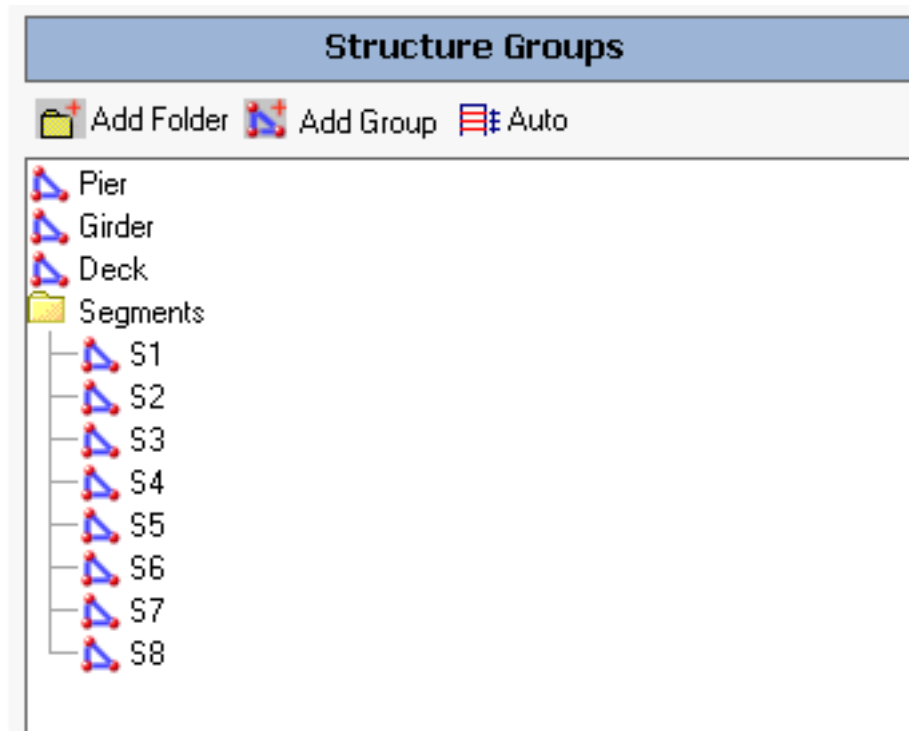 Structure Groups
Add Folder Add Group Auto
Pier
Girder
Deck
Segments
S1
S2
S3
S4
S5
S6
S7
S8